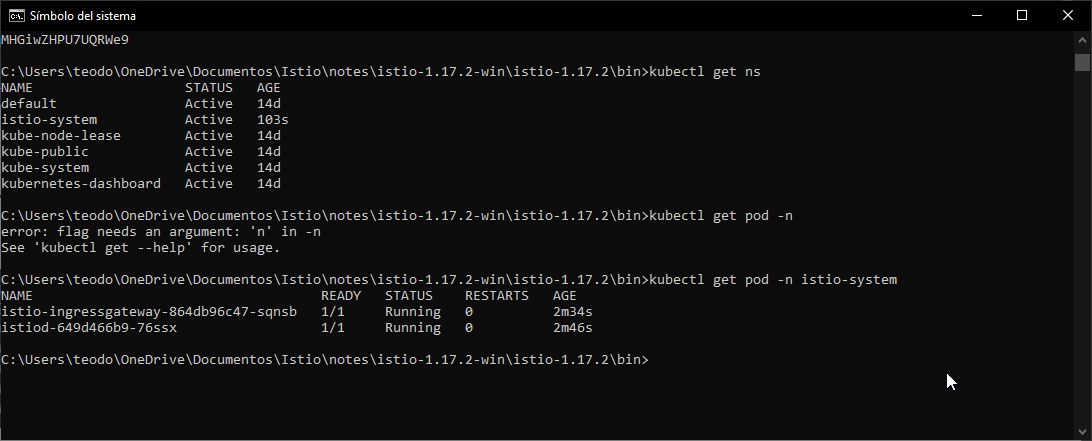 Símbolo del sistema
MHGiwZHPU7UQRWe9
C:\Users\teodo\OneDrive\Documentos\Istio\notes\istio-1.17.2-win\istio-1.17.2\bin>kubectl get ns
NAME                   STATUS   AGE
default                Active   14d
istio-system           Active   103s
kube-node-lease        Active   14d
kube-public            Active   14d
kube-system            Active   14d
kubernetes-dashboard   Active   14d
C:\Users\teodo\OneDrive\Documentos\Istio\notes\istio-1.17.2-win\istio-1.17.2\bin>kubectl get pod -n
error: flag needs an argument: 'n' in -n
See 'kubectl get --help' for usage.
C:\Users\teodo\OneDrive\Documentos\Istio\notes\istio-1.17.2-win\istio-1.17.2\bin>kubectl get pod -n istio-system
NAME                                    READY   STATUS    RESTARTS   AGE
istio-ingressgateway-864db96c47-sqnsb   1/1     Running   0          2m34s
istiod-649d466b9-76ssx                  1/1     Running   0          2m46s
C:\Users\teodo\OneDrive\Documentos\Istio\notes\istio-1.17.2-win\istio-1.17.2\bin>